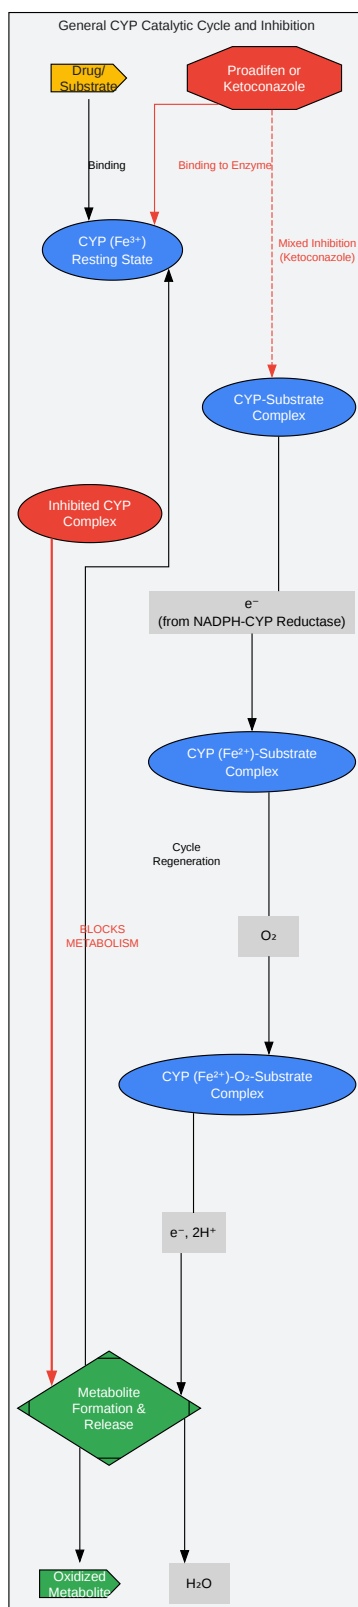 General CYP Catalytic Cycle and Inhibition
Drug/
Substrate
Proadifen or
Ketoconazole
Binding
Binding to Enzyme
CYP (Fe³⁺)
Resting State
Mixed Inhibition
(Ketoconazole)
CYP-Substrate
Complex
Inhibited CYP
Complex
e⁻
(from NADPH-CYP Reductase)
CYP (Fe²⁺)-Substrate
Complex
Cycle
Regeneration
BLOCKS
METABOLISM
O₂
CYP (Fe²⁺)-O₂-Substrate
Complex
e⁻, 2H⁺
Metabolite
Formation &
Release
Oxidized
Metabolite
H₂O